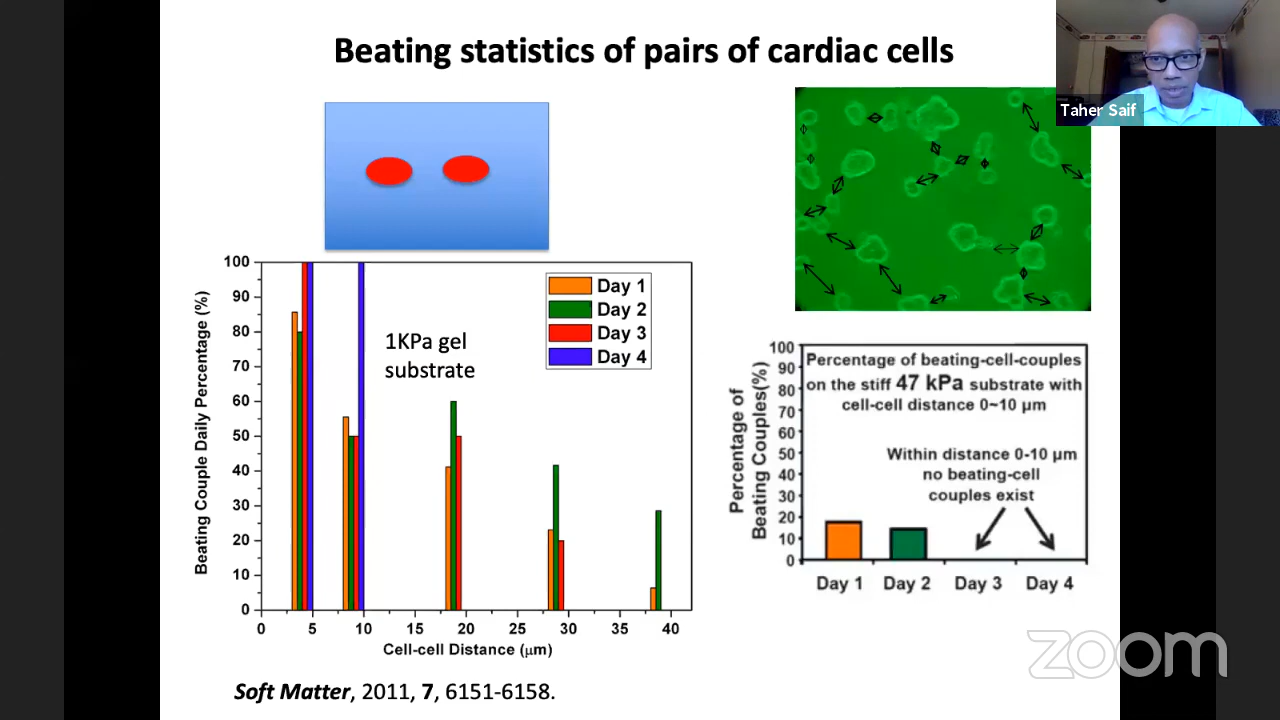 Beating statistics of pairs of cardiac cells
Taher Saif
Beating Couple Daily Percentage (%)
100
90
80
70
60
50
40
30
20
10
0
1KPa gel
substrate
Day 1
Day 2
Day 3
Day 4
0 5 10 15 20 25 30 35 40
Cell-cell Distance (μm)
Percentage of
Beating Couples(%)
100
90
80
70
60
50
40
30
20
10
0
Percentage of beating-cell-couples
on the stiff 47 kPa substrate with
cell-cell distance 0~10 μm
Within distance 0-10 μm
no beating-cell
couples exist
Day 1 Day 2 Day 3 Day 4
Soft Matter, 2011, 7, 6151-6158.
zoom